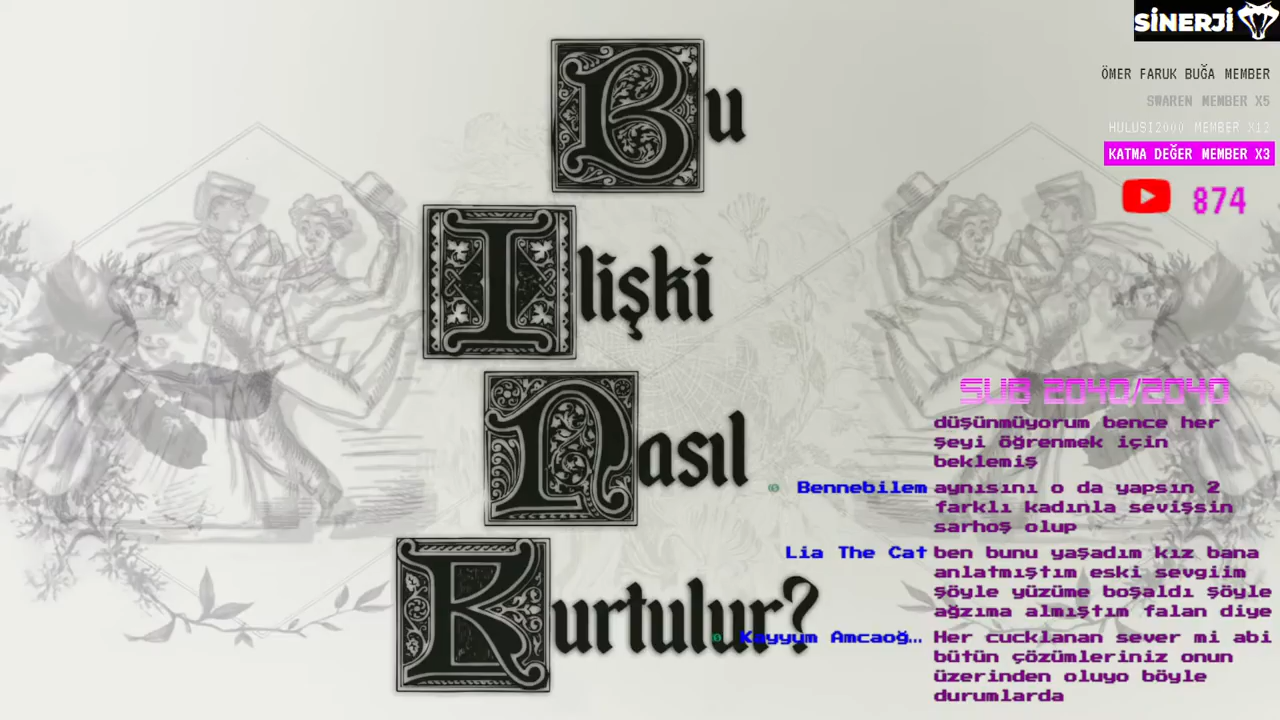 SİNERJİ
ÖMER FARUK BUĞA MEMBER
SWAREN MEMBER X5
HULUSI2000 MEMBER X12
KATMA DEĞER MEMBER X3
874
Bu
Ilişki
Nasıl
Kurtulur?
SUB 2040/2040
düşünmüyorum bence her
şeyi öğrenmek için
beklemiş
Bennebilem aynısını o da yapsın 2
farklı kadınla sevişsin
sarhoş olup
Lia The Cat ben bunu yaşadım kız bana
anlatmıştım eski sevgiim
şöyle yüzüme boşaldı şöyle
ağzıma almıştım falan diye
Kayyum Amcaoğ... Her cucklanan sever mi abi
bütün çözümleriniz onun
üzerinden oluyo böyle
durumlarda